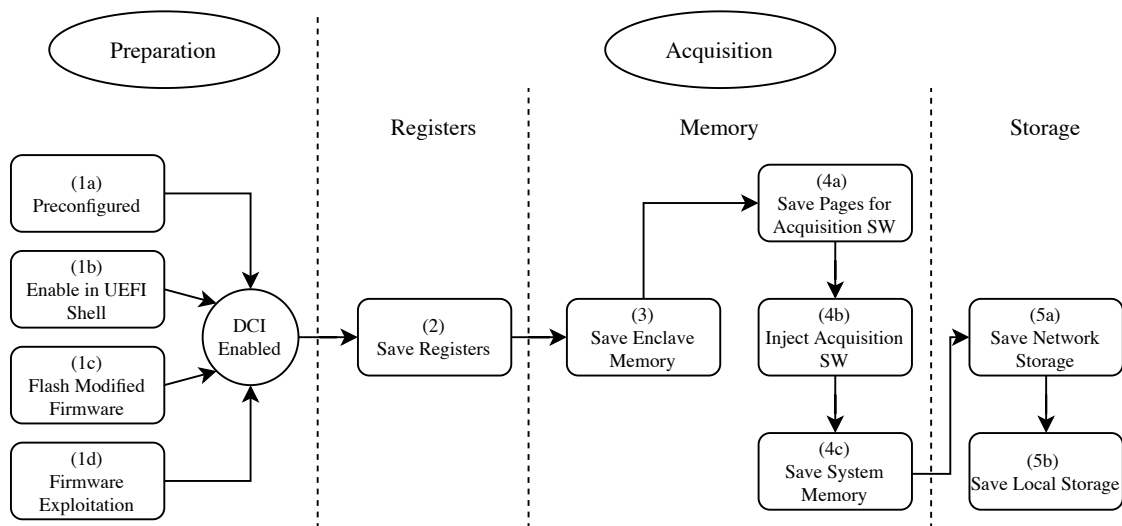 Preparation
Acquisition
Registers
Memory
Storage
(1a)
Preconfigured
(1b)
Enable in UEFI
Shell
(1c)
Flash Modified
Firmware
(1d)
Firmware
Exploitation
DCI
Enabled
(2)
Save Registers
(3)
Save Enclave
Memory
(4a)
Save Pages for
Acquisition SW
(4b)
Inject Acquisition
SW
(4c)
Save System
Memory
(5a)
Save Network
Storage
(5b)
Save Local Storage